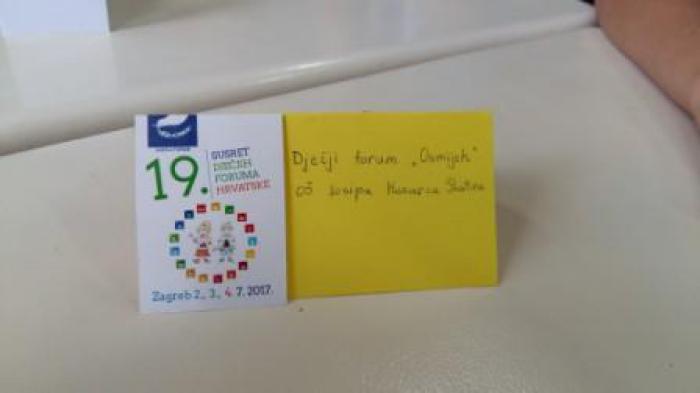 19.
SUSRET
DJEČJIH
FORUMA
HRVATSKE
Zagreb 2., 3., 4. 7. 2017.
Dječji forum „Osmijeh"
OŠ Josipa Kozarca Slatina